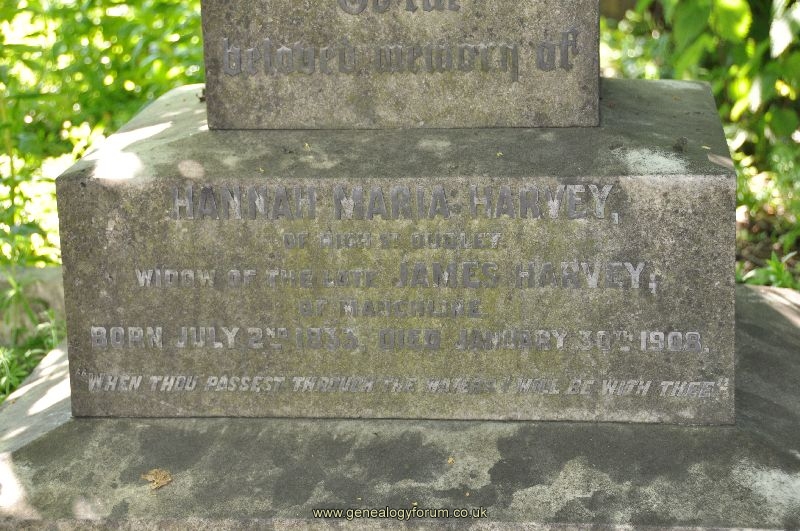 beloved memory of
HANNAH MARIA HARVEY,
OF HIGH ST DUDLEY.
WIDOW OF THE LATE JAMES HARVEY,
OF MAUCHLINE.
BORN JULY 2ND 1833, DIED JANUARY 30TH 1908,
"WHEN THOU PASSEST THROUGH THE WATERS I WILL BE WITH THEE."
www.genealogyforum.co.uk